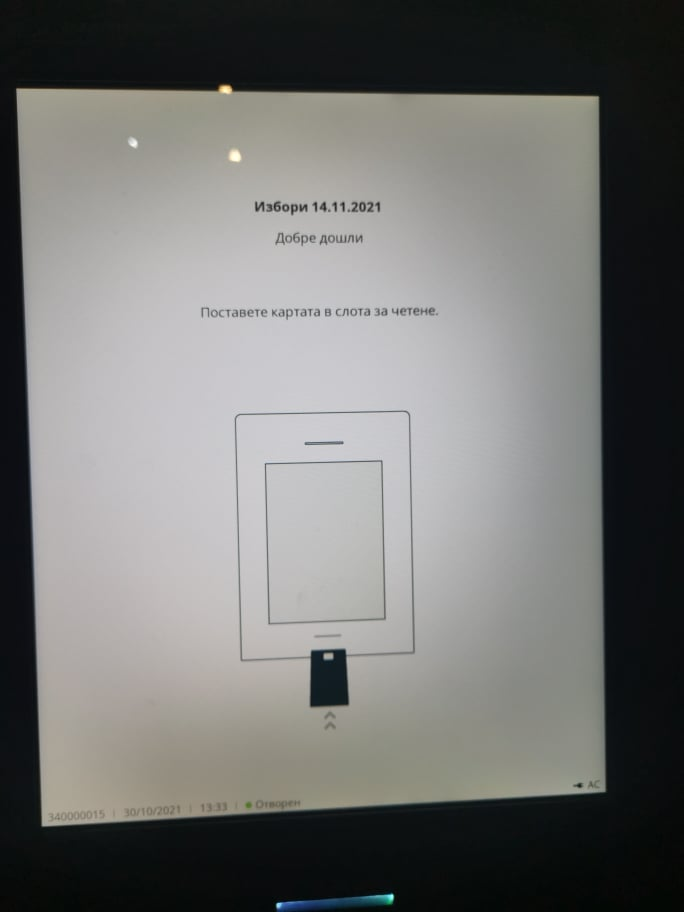 Избори 14.11.2021
Добре дошли
Поставете картата в слота за четене.
AC
340000015 | 30/10/2021 | 13:33 | Отворен